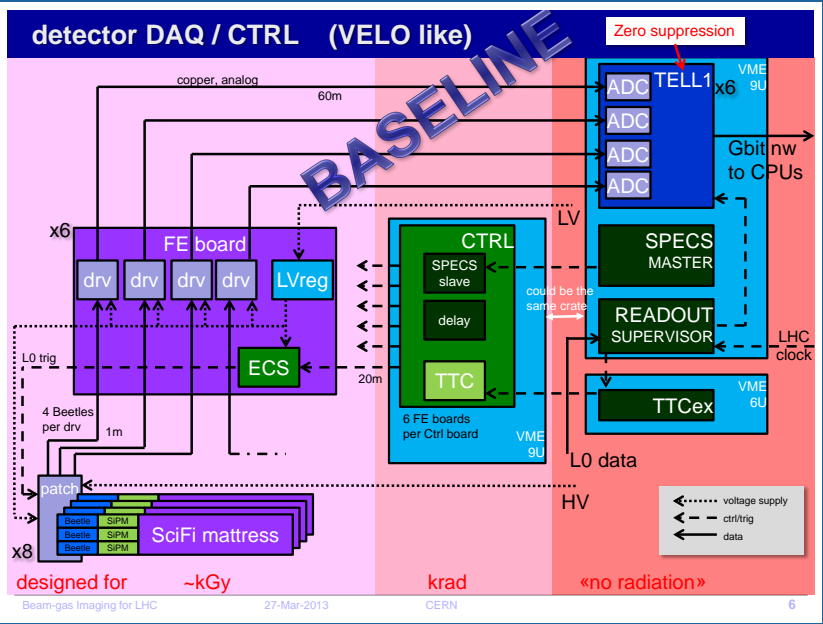 detector DAQ / CTRL (VELO like)
Zero suppression
BASELINE
copper, analog
60m
ADC
TELL1
x6
VME
9U
ADC
ADC
ADC
Gbit nw
to CPUs
LV
x6
FE board
drv
drv
drv
drv
LVreg
ECS
L0 trig
20m
CTRL
SPECS
slave
delay
TTC
6 FE boards
per Ctrl board
VME
9U
could be the
same crate
SPECS
MASTER
READOUT
SUPERVISOR
LHC
clock
TTCex
VME
6U
L0 data
HV
4 Beetles
per drv
1m
patch
x8
Beetle SiPM
Beetle SiPM
Beetle SiPM
SciFi mattress
voltage supply
ctrl/trig
data
designed for ~kGy krad «no radiation»
Beam-gas Imaging for LHC 27-Mar-2013 CERN 6